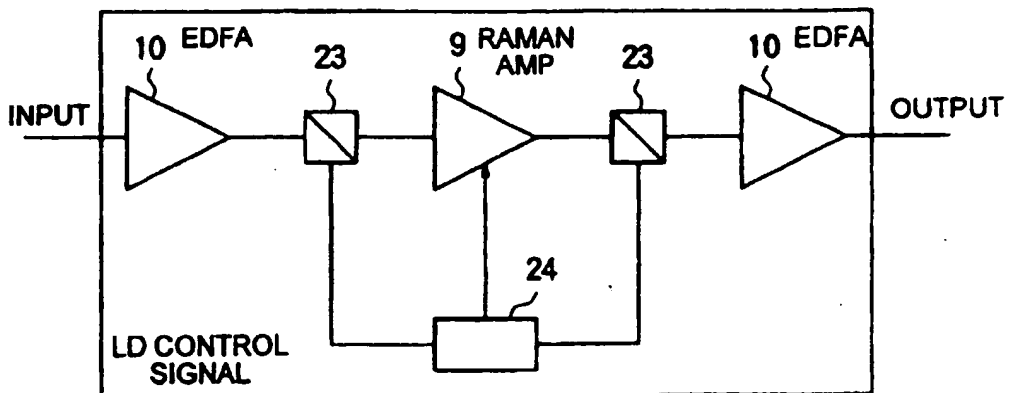 10 EDFA
23
9 RAMAN
AMP
23
10 EDFA
INPUT
OUTPUT
24
LD CONTROL
SIGNAL